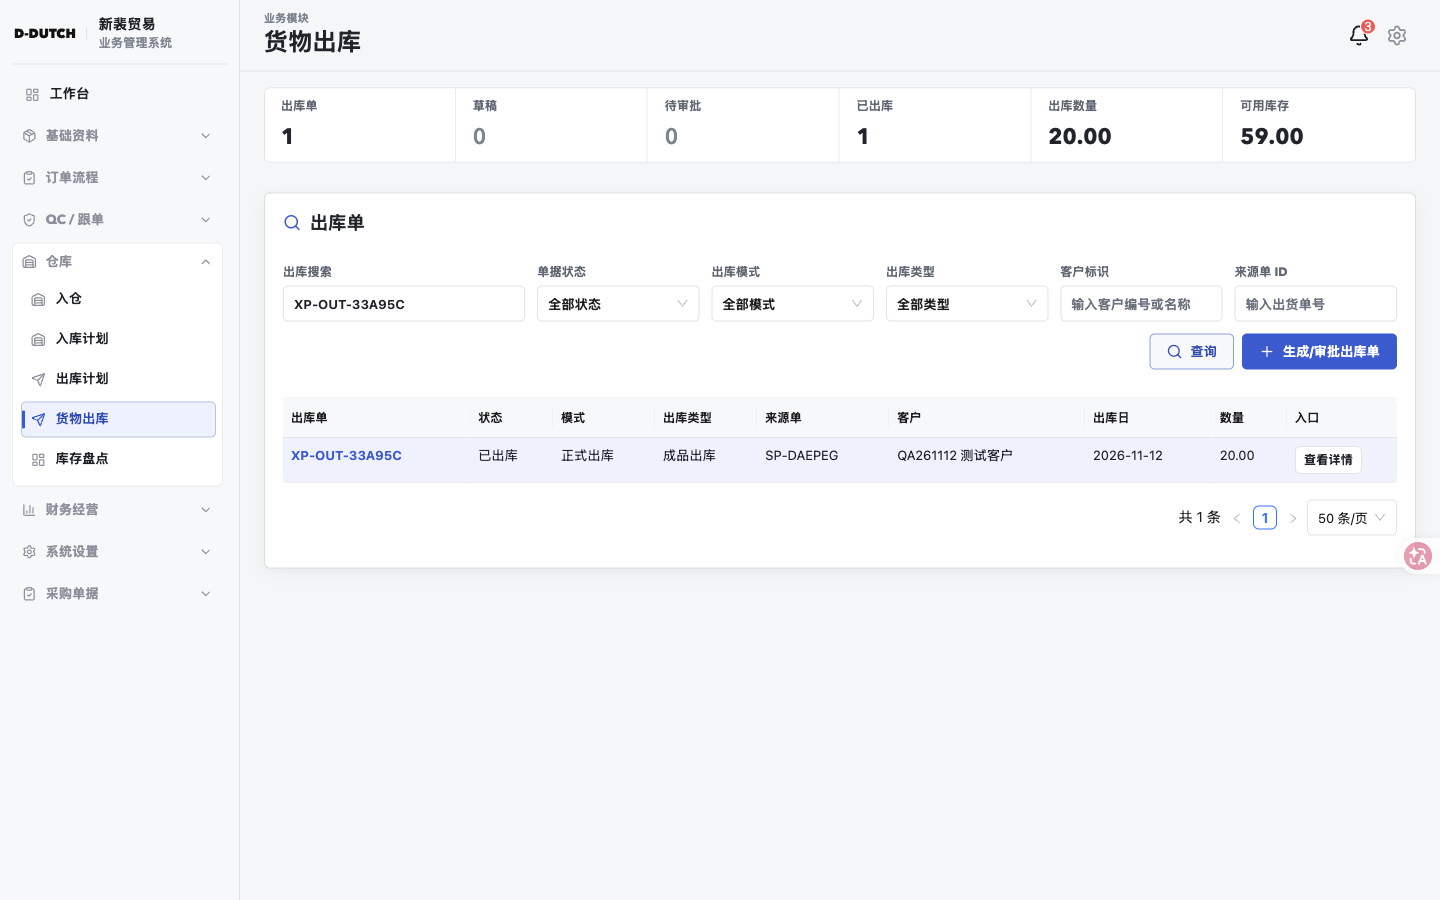 D-DUTCH
新裴贸易
业务管理系统
工作台
基础资料
订单流程
QC / 跟单
仓库
入仓
入库计划
出库计划
货物出库
库存盘点
财务经营
系统设置
采购单据
业务模块
货物出库
3
出库单 草稿 待审批 已出库 出库数量 可用库存
1 0 0 1 20.00 59.00
出库单
出库搜索 单据状态 出库模式 出库类型 客户标识 来源单 ID
XP-OUT-33A95C 全部状态 全部模式 全部类型 输入客户编号或名称 输入出货单号
查询 生成/审批出库单
出库单 状态 模式 出库类型 来源单 客户 出库日 数量 入口
XP-OUT-33A95C 已出库 正式出库 成品出库 SP-DAEPEG QA261112 测试客户 2026-11-12 20.00 查看详情
共 1 条 1 50 条/页